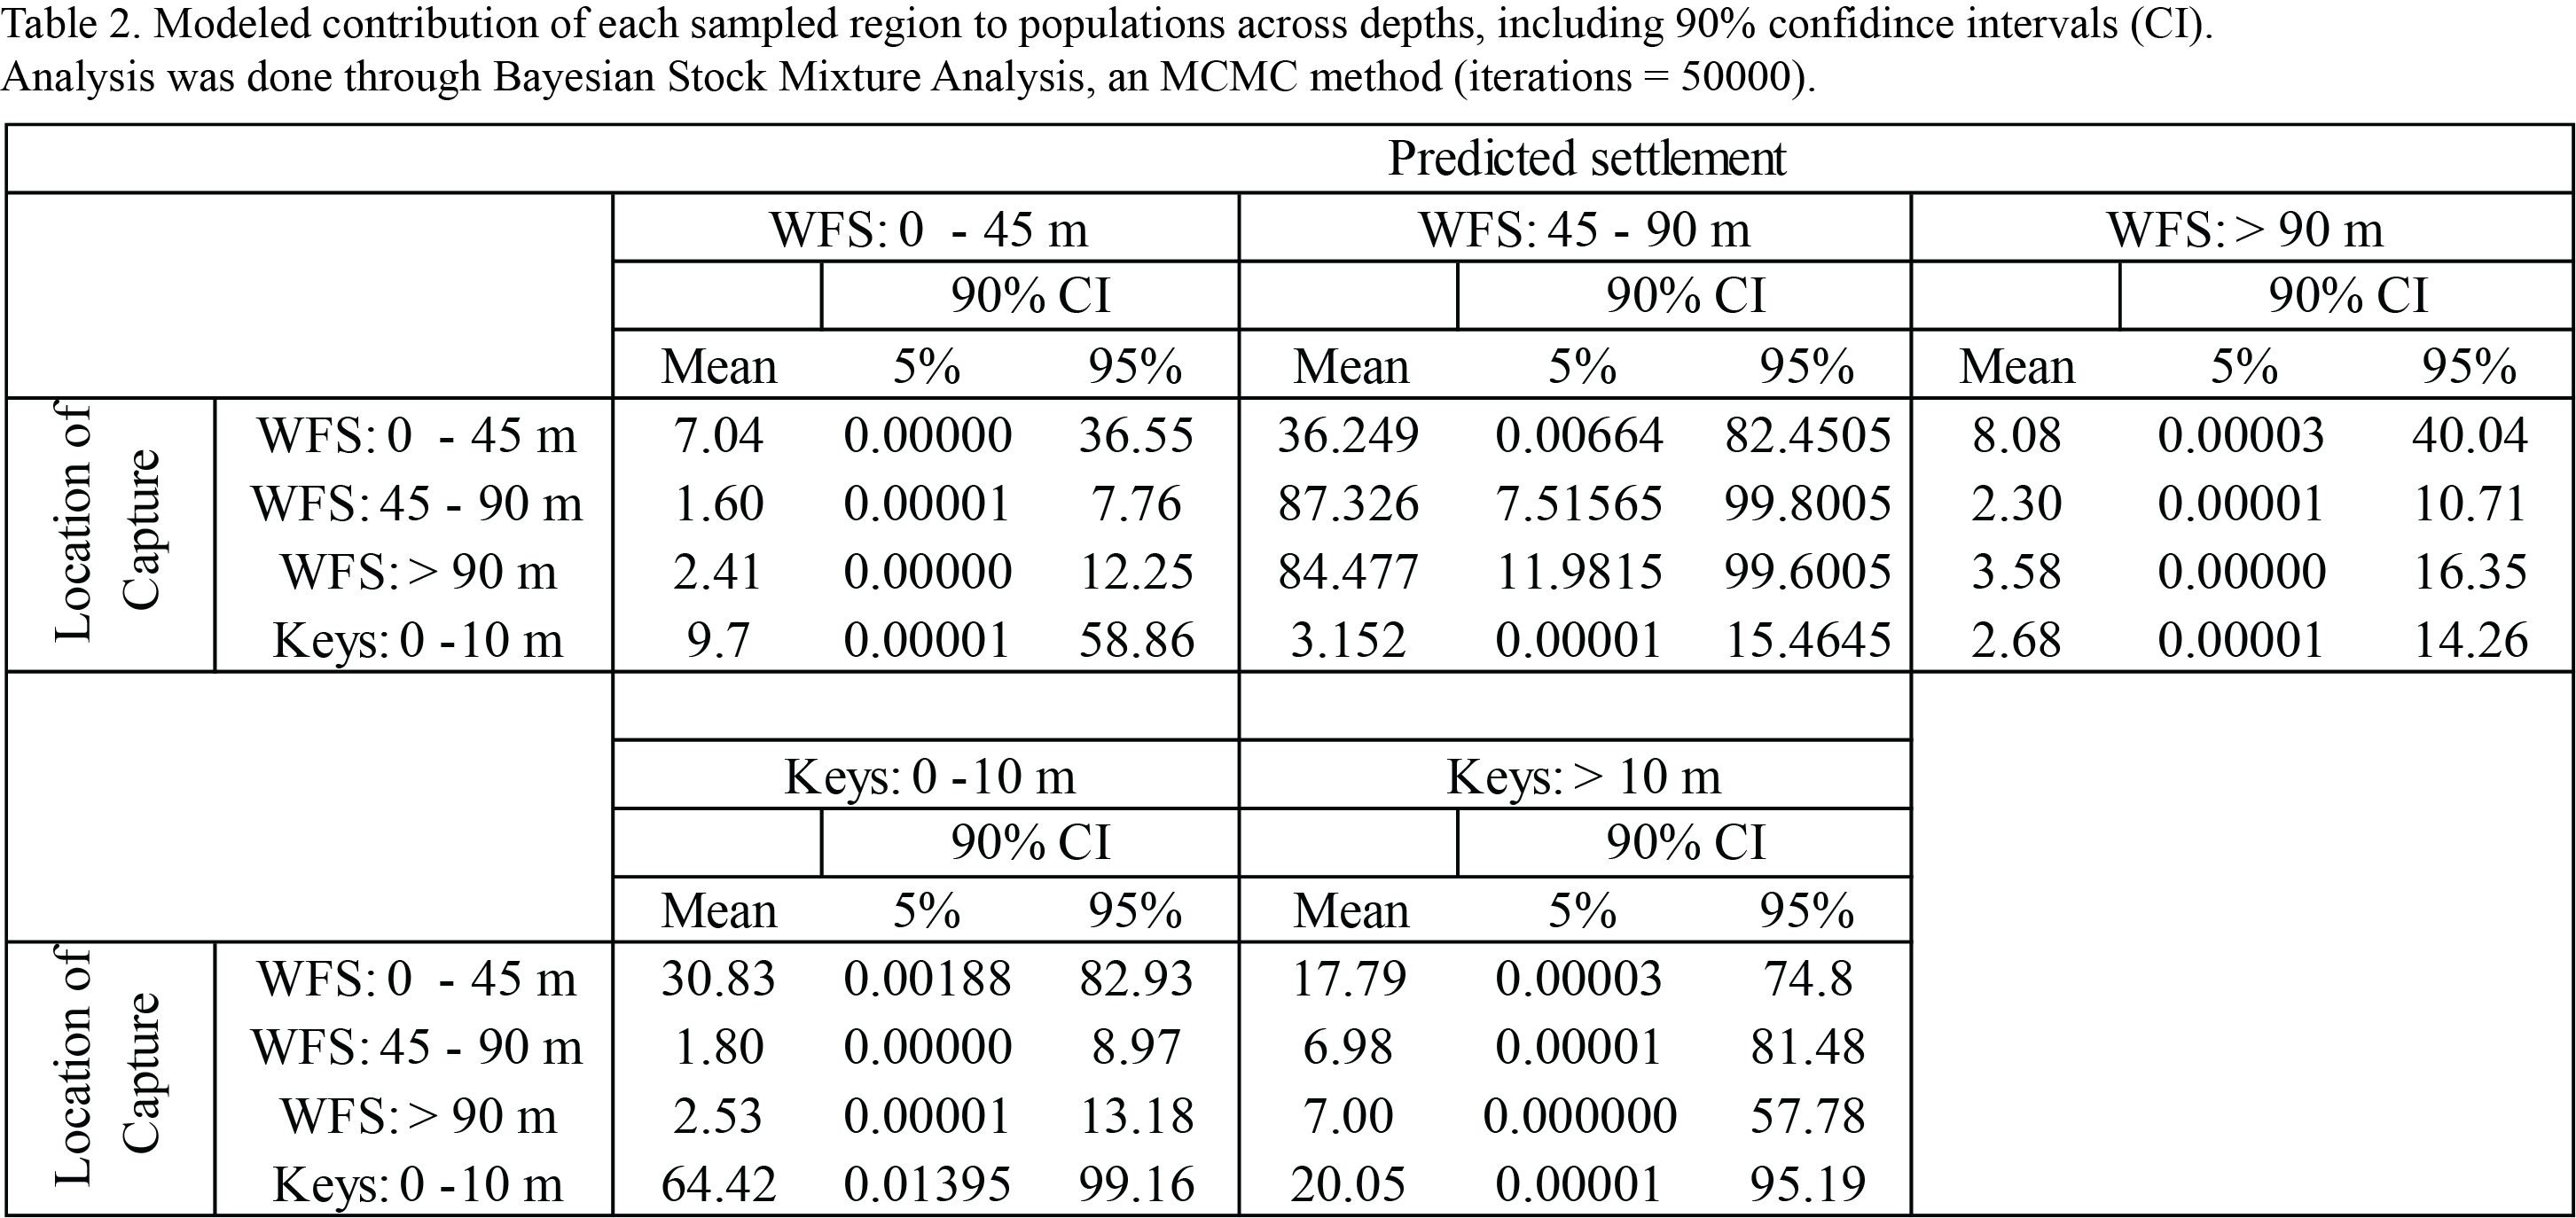 Table 2. Modeled contribution of each sampled region to populations across depths, including 90% confidince intervals (CI).
Analysis was done through Bayesian Stock Mixture Analysis, an MCMC method (iterations = 50000).
Predicted settlement
WFS: 0 - 45 m WFS: 45 - 90 m WFS: > 90 m
90% CI 90% CI 90% CI
Mean 5% 95% Mean 5% 95% Mean 5% 95%
Location of
Capture
WFS: 0 - 45 m 7.04 0.00000 36.55 36.249 0.00664 82.4505 8.08 0.00003 40.04
WFS: 45 - 90 m 1.60 0.00001 7.76 87.326 7.51565 99.8005 2.30 0.00001 10.71
WFS: > 90 m 2.41 0.00000 12.25 84.477 11.9815 99.6005 3.58 0.00000 16.35
Keys: 0 -10 m 9.7 0.00001 58.86 3.152 0.00001 15.4645 2.68 0.00001 14.26
Keys: 0 -10 m Keys: > 10 m
90% CI 90% CI
Mean 5% 95% Mean 5% 95%
Location of
Capture
WFS: 0 - 45 m 30.83 0.00188 82.93 17.79 0.00003 74.8
WFS: 45 - 90 m 1.80 0.00000 8.97 6.98 0.00001 81.48
WFS: > 90 m 2.53 0.00001 13.18 7.00 0.000000 57.78
Keys: 0 -10 m 64.42 0.01395 99.16 20.05 0.00001 95.19